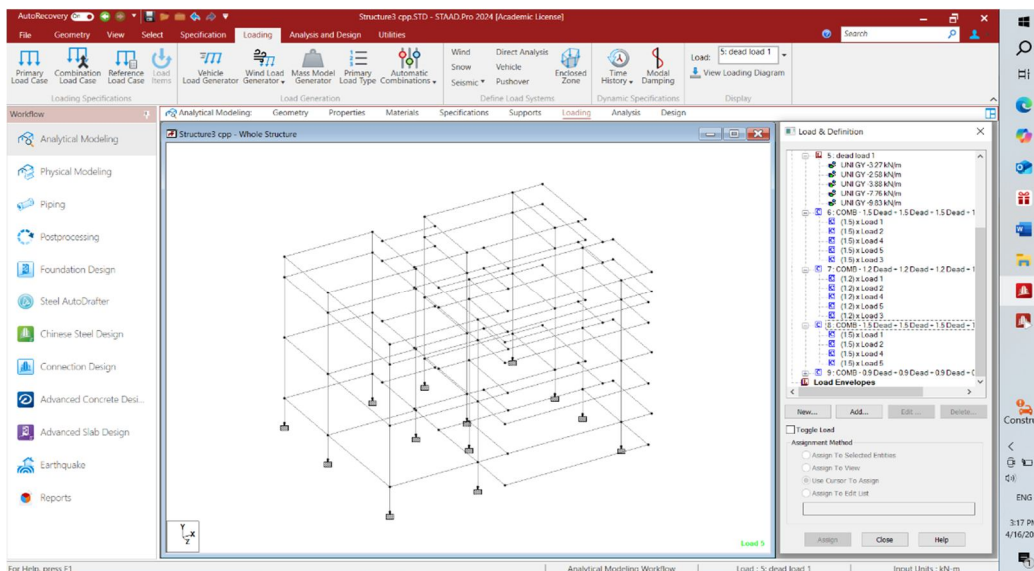 AutoRecovery On
Structure3 cpp.STD - STAAD.Pro 2024 [Academic License]
File Geometry View Select Specification Loading Analysis and Design Utilities
Search
Primary Load Case
Combination Load Case
Reference Load Case
Load Items
Vehicle Load Generator
Wind Load Generator
Mass Model Generator
Primary Load Type
Automatic Combinations
Wind
Snow
Seismic
Direct Analysis
Vehicle
Pushover
Enclosed Zone
Time History
Modal Damping
Load: 5: dead load 1
View Loading Diagram
Loading Specifications
Load Generation
Define Load Systems
Dynamic Specifications
Display
Workflow
Analytical Modeling: Geometry Properties Materials Specifications Supports Loading Analysis Design
Analytical Modeling
Physical Modeling
Piping
Postprocessing
Foundation Design
Steel AutoDrafter
Chinese Steel Design
Connection Design
Advanced Concrete Desi...
Advanced Slab Design
Earthquake
Reports
Structure3 cpp - Whole Structure
Y
X
Z
Load 5
Load & Definition
5: dead load 1
UNI GY -3.27 kN/m
UNI GY -2.58 kN/m
UNI GY -3.88 kN/m
UNI GY -7.76 kN/m
UNI GY -9.83 kN/m
6 : COMB - 1.5 Dead + 1.5 Dead + 1.5 Dead + 1
(1.5) x Load 1
(1.5) x Load 2
(1.5) x Load 4
(1.5) x Load 5
(1.5) x Load 3
7 : COMB - 1.2 Dead + 1.2 Dead + 1.2 Dead + 1
(1.2) x Load 1
(1.2) x Load 2
(1.2) x Load 4
(1.2) x Load 5
(1.2) x Load 3
8 : COMB - 1.5 Dead + 1.5 Dead + 1.5 Dead + 1
(1.5) x Load 1
(1.5) x Load 2
(1.5) x Load 4
(1.5) x Load 5
9 : COMB - 0.9 Dead + 0.9 Dead + 0.9 Dead + 0
Load Envelopes
New... Add... Edit ... Delete...
Toggle Load
Assignment Method
Assign To Selected Entities
Assign To View
Use Cursor To Assign
Assign To Edit List
Assign Close Help
For Help, press F1
Analytical Modeling Workflow
Load : 5: dead load 1
Input Units : kN-m
Constru
ENG
3:17 PM
4/16/20